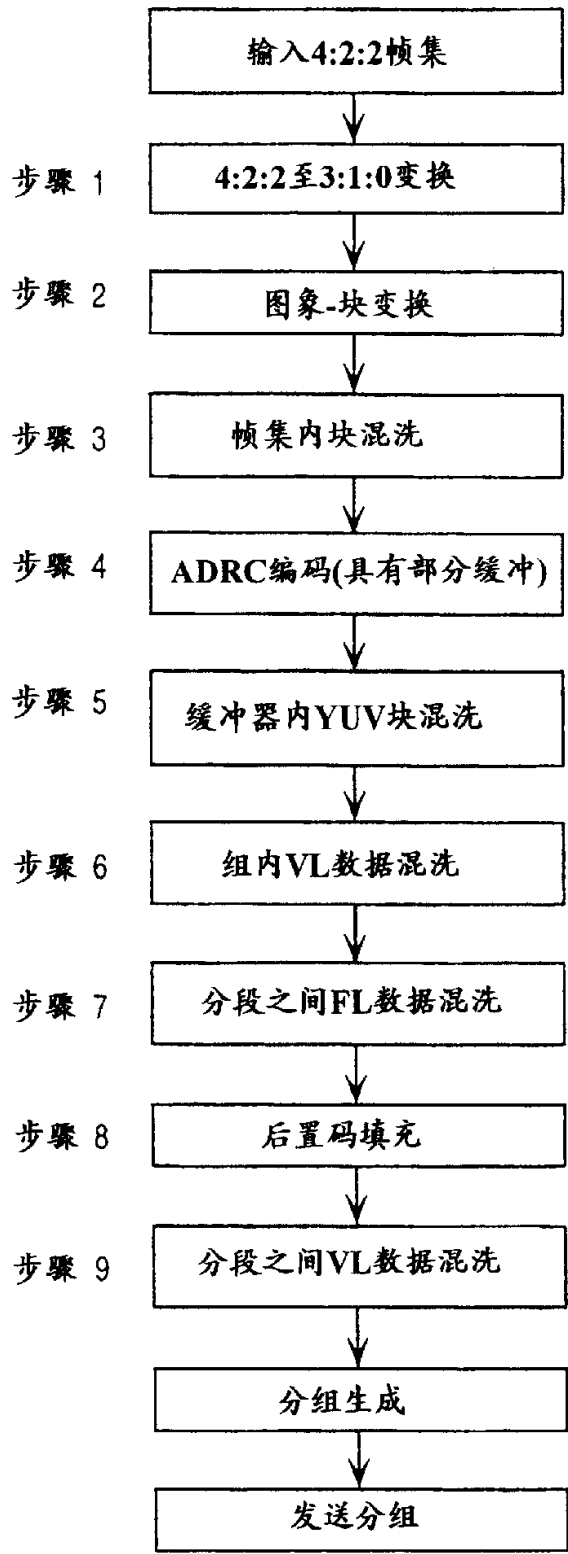 输入4:2:2帧集
步骤 1
4:2:2至3:1:0变换
步骤 2
图象-块变换
步骤 3
帧集内块混洗
步骤 4
ADRC编码(具有部分缓冲)
步骤 5
缓冲器内YUV块混洗
步骤 6
组内VL数据混洗
步骤 7
分段之间FL数据混洗
步骤 8
后置码填充
步骤 9
分段之间VL数据混洗
分组生成
发送分组